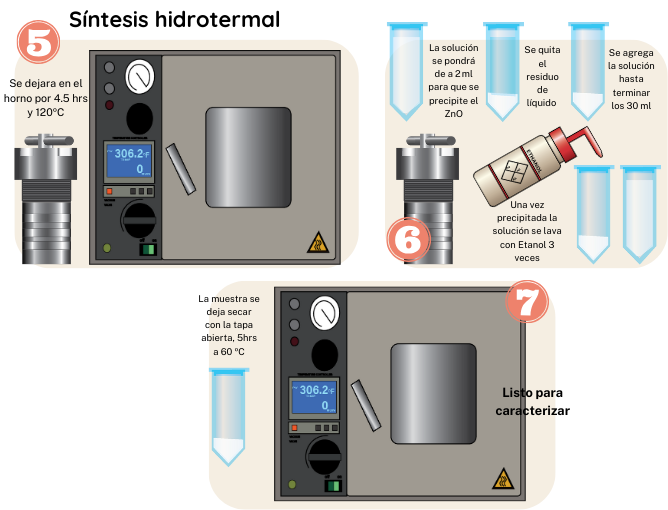 Síntesis hidrotermal
5
Se dejara en el
horno por 4.5 hrs
y 120°C
306.2°F
0
La solución
se pondrá
de a 2ml
para que se
precipite el
ZnO
Se quita
el
residuo
de
líquido
Se agrega
la solución
hasta
terminar
los 30 ml
ETHANOL
Una vez
precipitada la
solución se lava
con Etanol 3
veces
6
7
La muestra se
deja secar
con la tapa
abierta, 5hrs
a 60 °C
306.2°F
0
Listo para
caracterizar